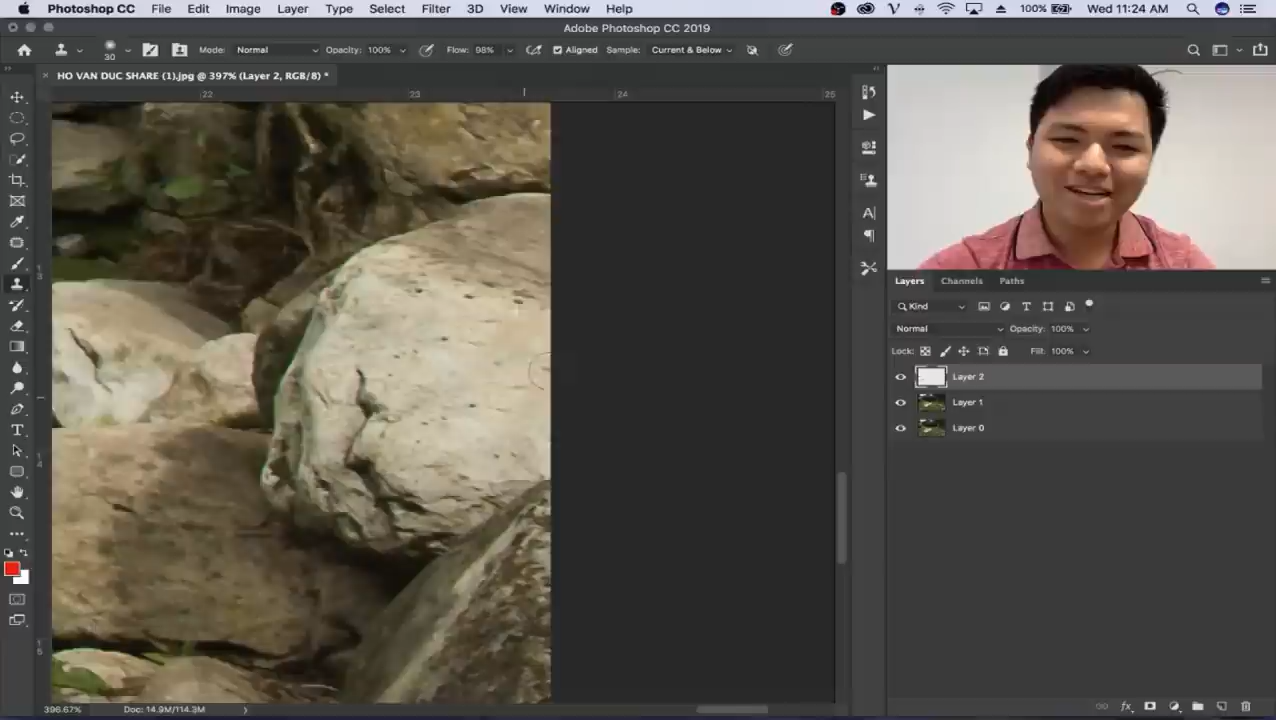 Photoshop CC File Edit Image Layer Type Select Filter 3D View Window Help 100% Wed 11:24 AM
Adobe Photoshop CC 2019
30 Mode: Normal Opacity: 100% Flow: 98% Aligned Sample: Current & Below
HO VAN DUC SHARE (1).jpg @ 397% (Layer 2, RGB/8) *
22 23 24 25
Layers Channels Paths
Kind
Normal Opacity: 100%
Lock: Fill: 100%
Layer 2
Layer 1
Layer 0
396.67% Doc: 14.9M/114.3M